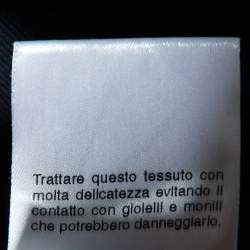 Trattare questo tessuto con
molta delicatezza evitando il
contatto con gioielli e monili
che potrebbero danneggiarlo.